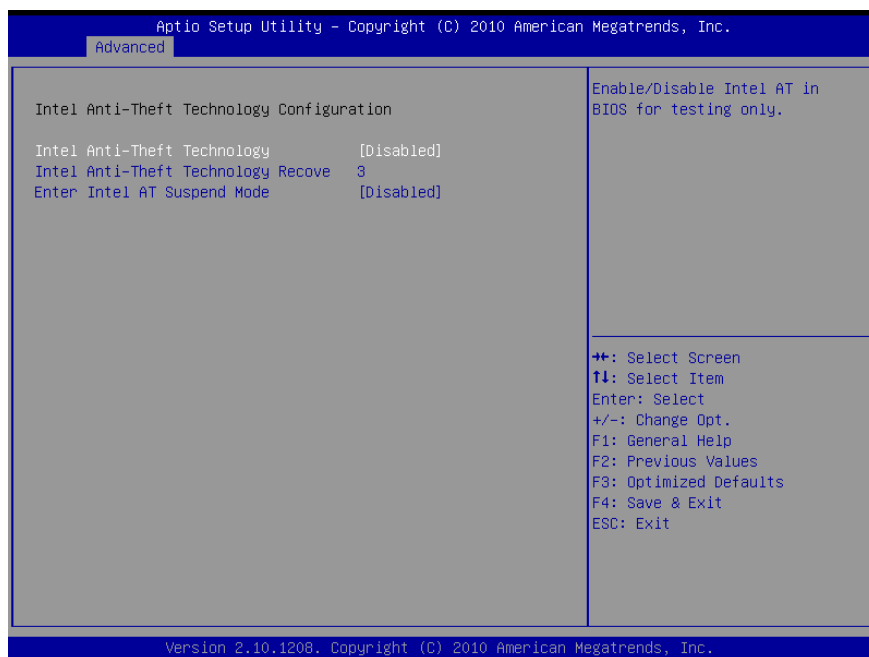 Aptio Setup Utility – Copyright (C) 2010 American Megatrends, Inc.
Advanced
Intel Anti-Theft Technology Configuration
Intel Anti-Theft Technology [Disabled]
Intel Anti-Theft Technology Recove 3
Enter Intel AT Suspend Mode [Disabled]
Enable/Disable Intel AT in
BIOS for testing only.
→←: Select Screen
↑↓: Select Item
Enter: Select
+/-: Change Opt.
F1: General Help
F2: Previous Values
F3: Optimized Defaults
F4: Save & Exit
ESC: Exit
Version 2.10.1208. Copyright (C) 2010 American Megatrends, Inc.